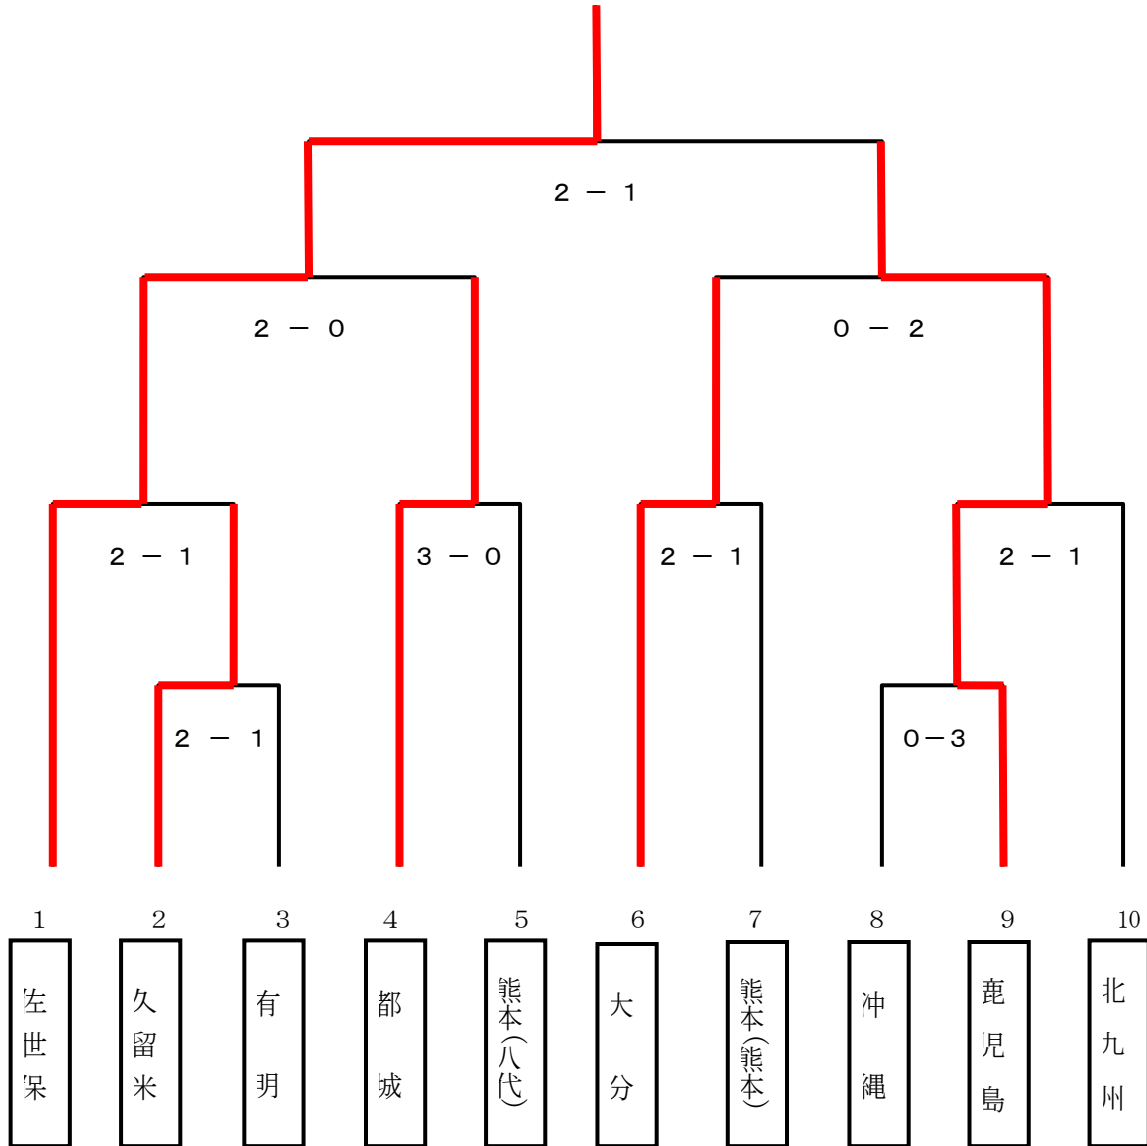 ２ － １
２ － ０
０ － ２
２ － １
３ － ０
２ － １
２ － １
２ － １
０－３
1
2
3
4
5
6
7
8
9
10
佐世保
久留米
有明
都城
熊本(八代)
大分
熊本(熊本)
沖縄
鹿児島
北九州